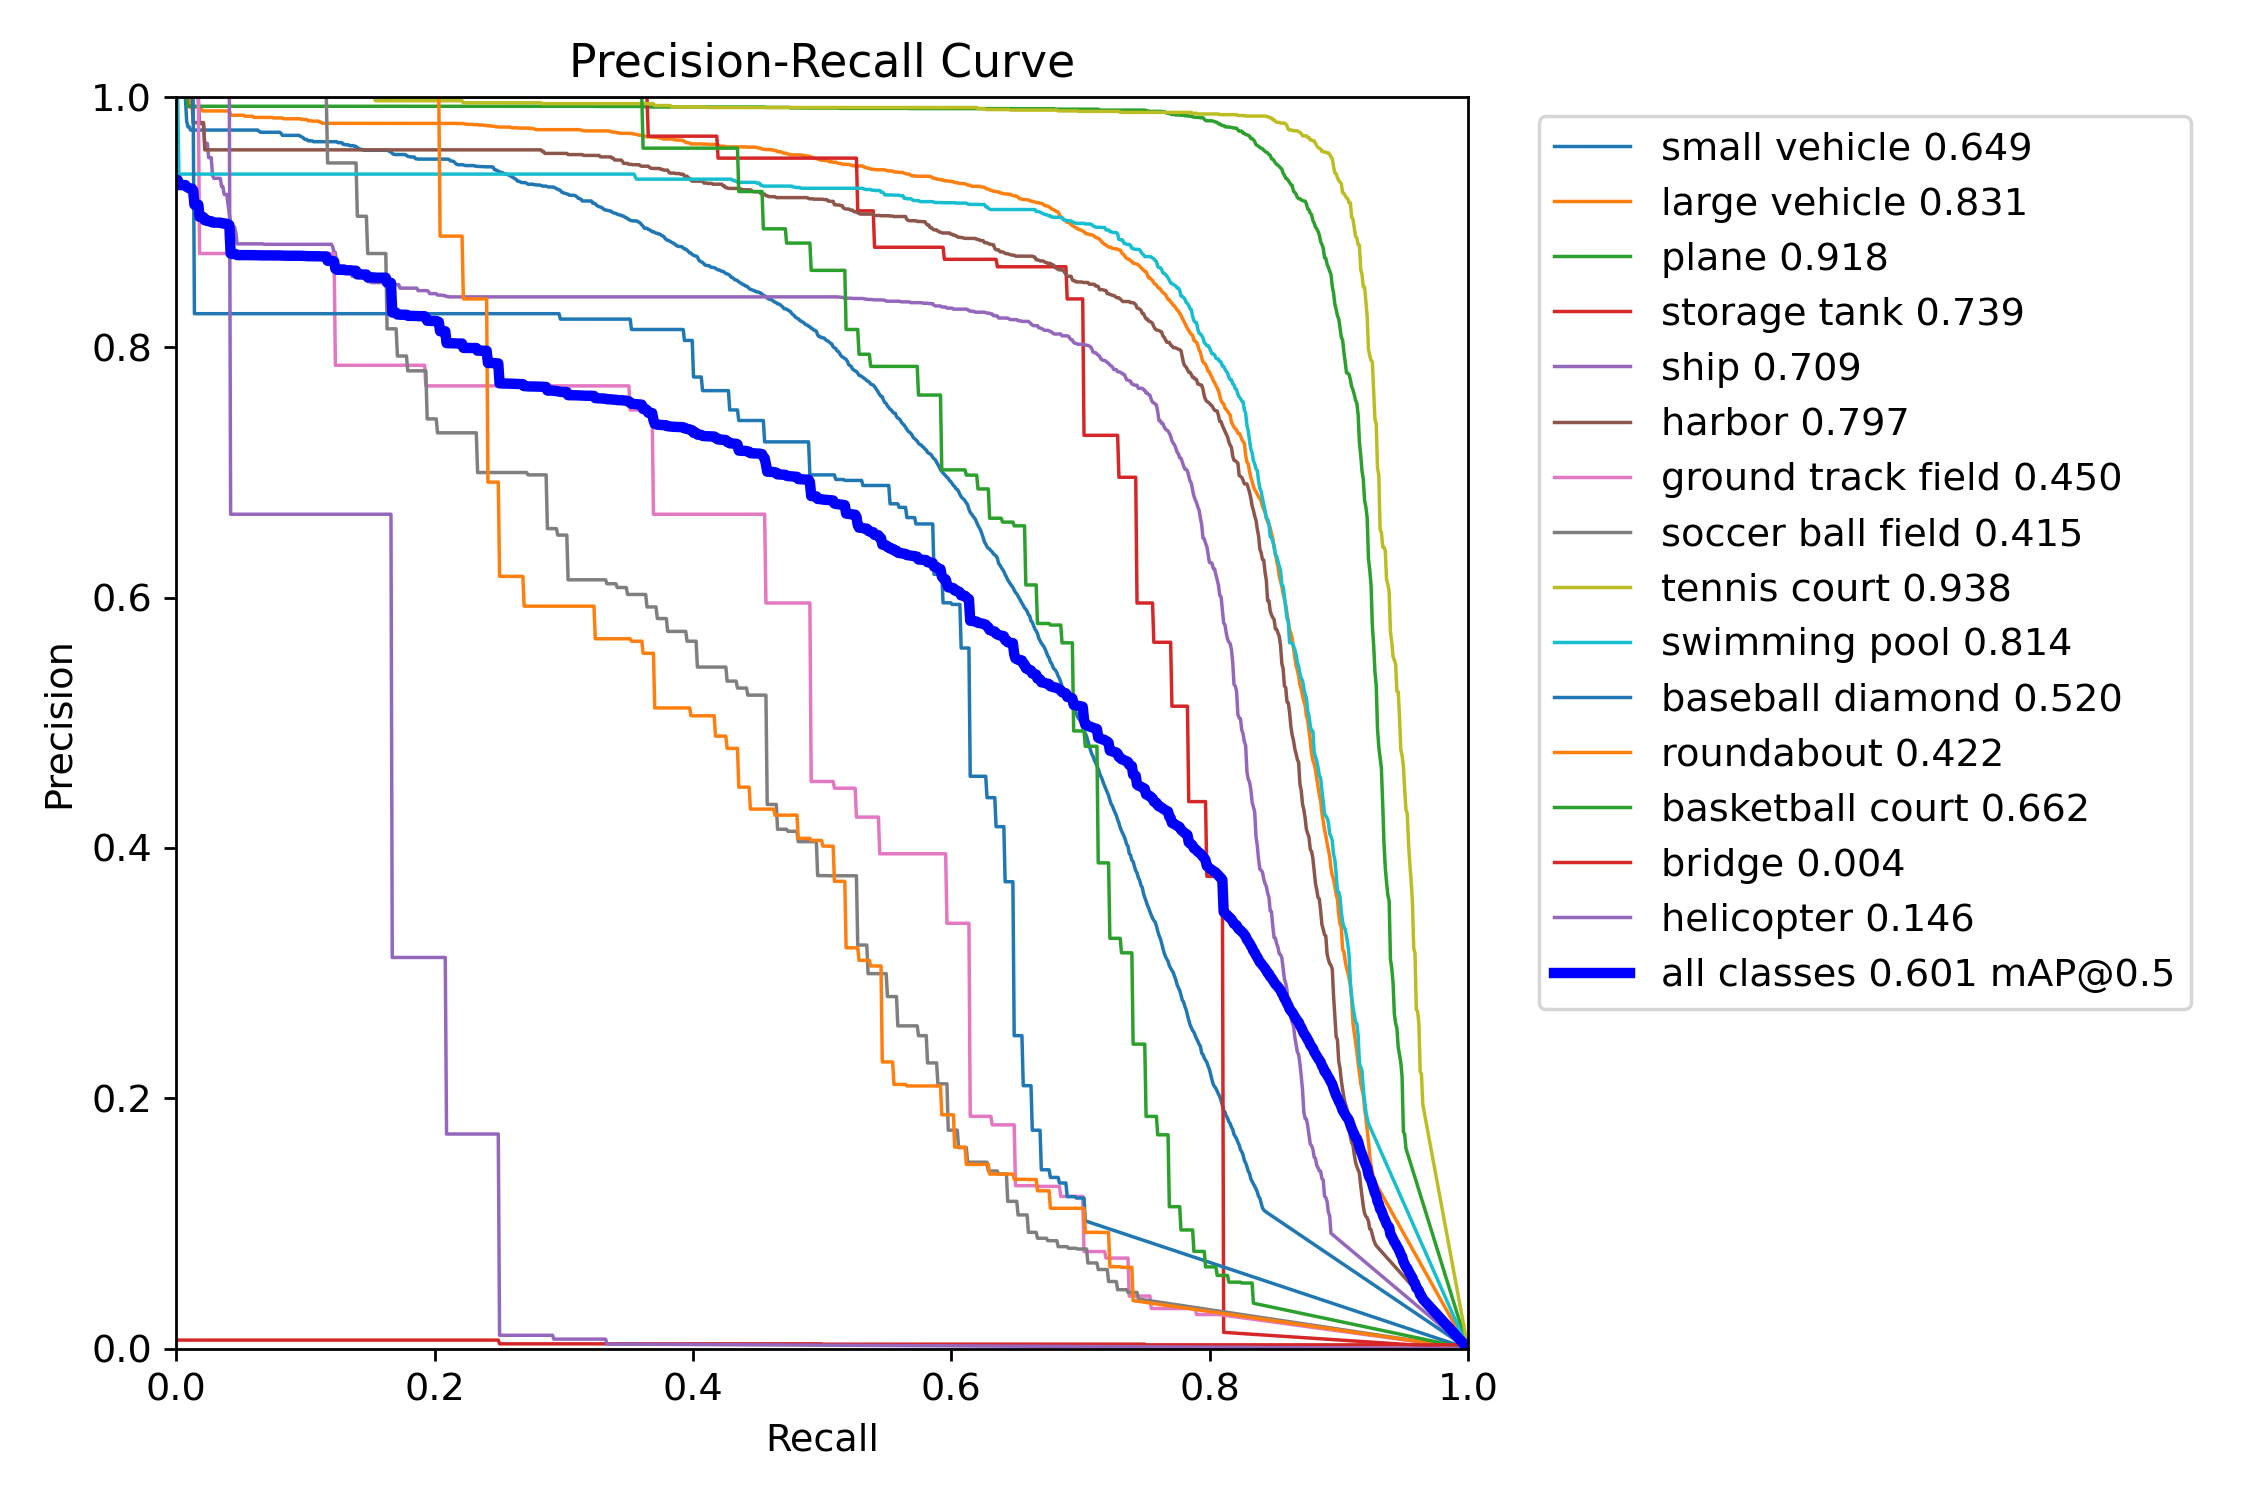 Precision-Recall Curve
1.0
0.8
0.6
0.4
0.2
0.0
Precision
0.0 0.2 0.4 0.6 0.8 1.0
Recall
small vehicle 0.649
large vehicle 0.831
plane 0.918
storage tank 0.739
ship 0.709
harbor 0.797
ground track field 0.450
soccer ball field 0.415
tennis court 0.938
swimming pool 0.814
baseball diamond 0.520
roundabout 0.422
basketball court 0.662
bridge 0.004
helicopter 0.146
all classes 0.601 mAP@0.5